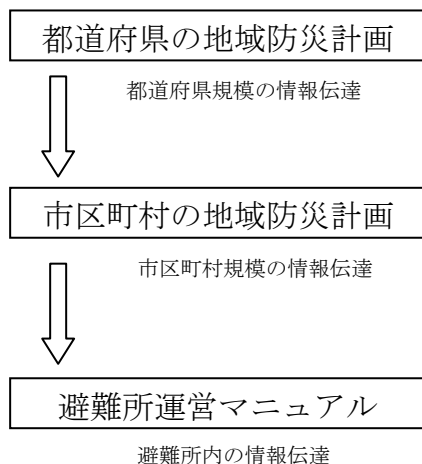 都道府県の地域防災計画
都道府県規模の情報伝達
市区町村の地域防災計画
市区町村規模の情報伝達
避難所運営マニュアル
避難所内の情報伝達